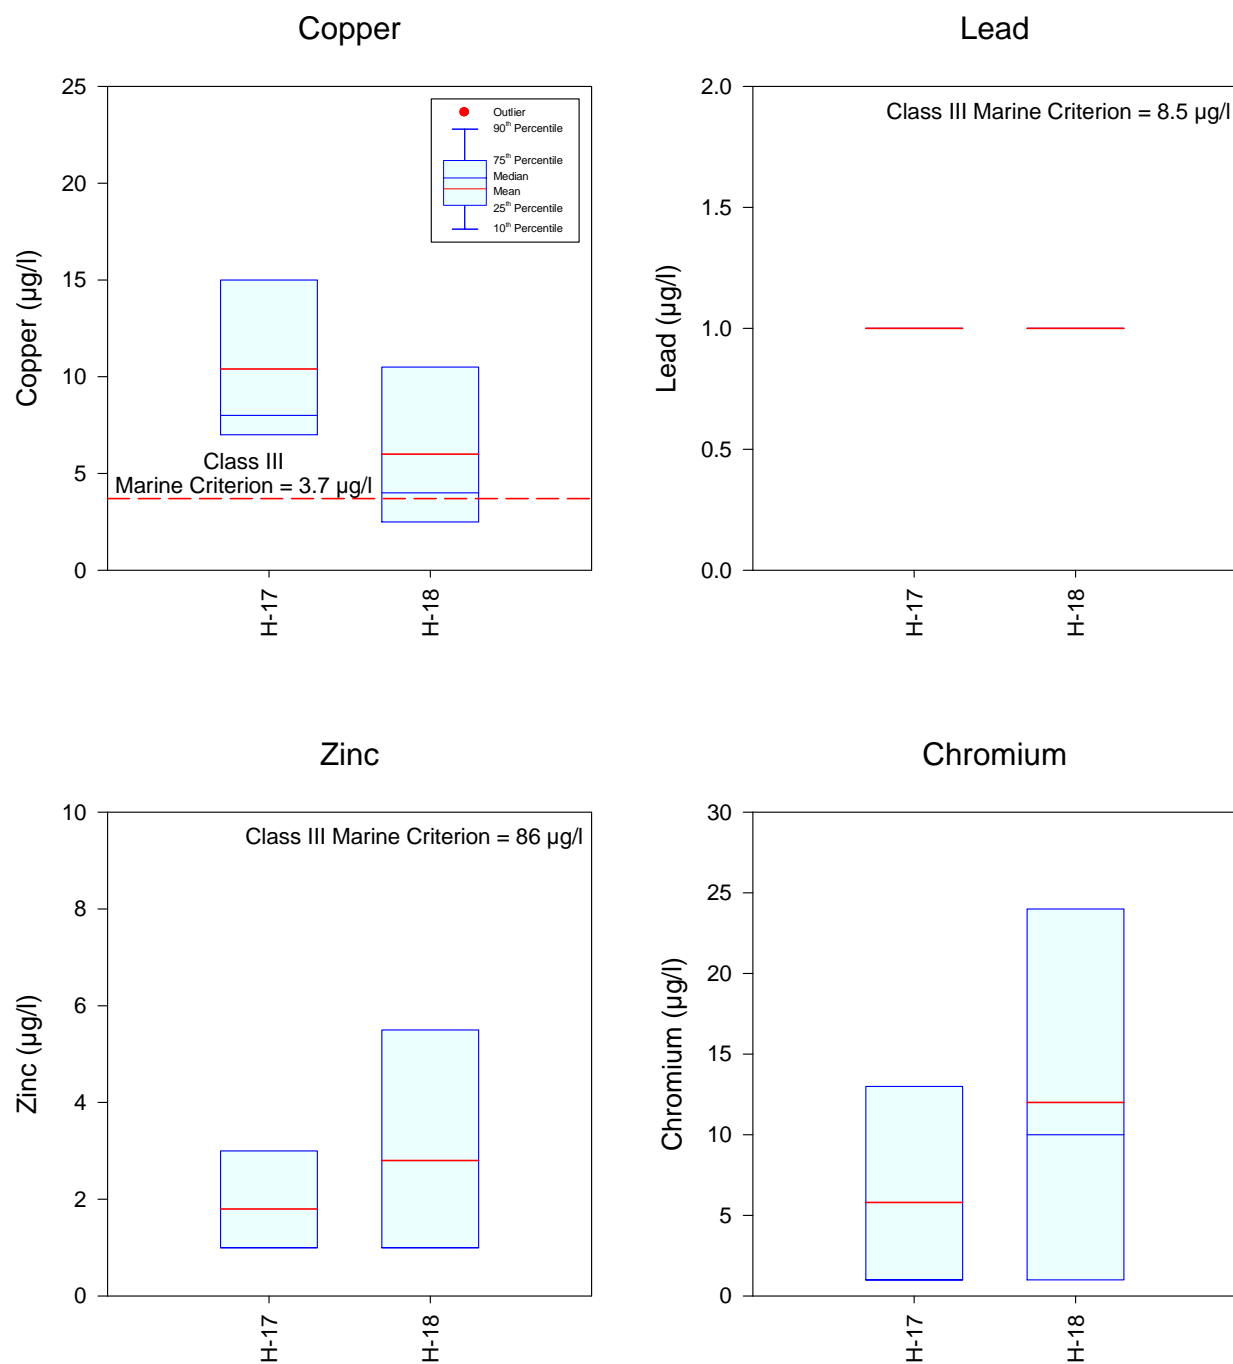 Copper
25
20
15
10
5
0
Copper (µg/l)
Outlier
90th Percentile
75th Percentile
Median
Mean
25th Percentile
10th Percentile
Class III
Marine Criterion = 3.7 µg/l
H-17
H-18
Lead
2.0
1.5
1.0
0.5
0.0
Lead (µg/l)
Class III Marine Criterion = 8.5 µg/l
H-17
H-18
Zinc
10
8
6
4
2
0
Zinc (µg/l)
Class III Marine Criterion = 86 µg/l
H-17
H-18
Chromium
30
25
20
15
10
5
0
Chromium (µg/l)
H-17
H-18